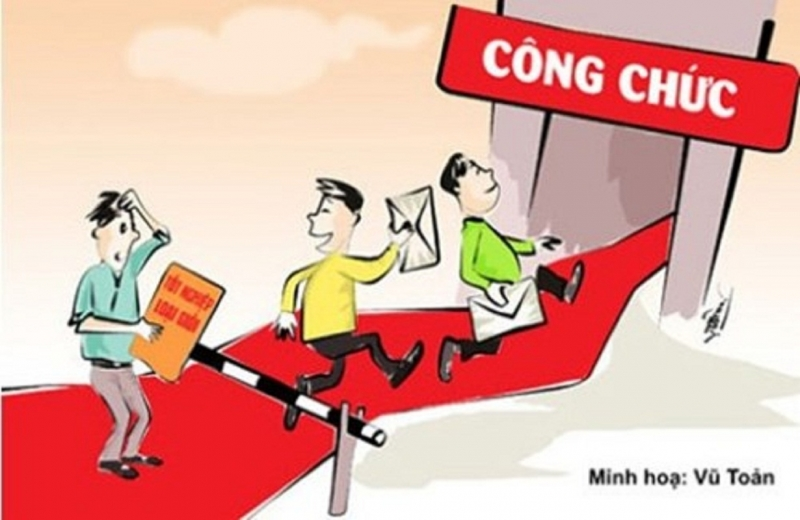 CÔNG CHỨC
TỐT NGHIỆP
LOẠI GIỎI
Minh hoạ: Vũ Toản